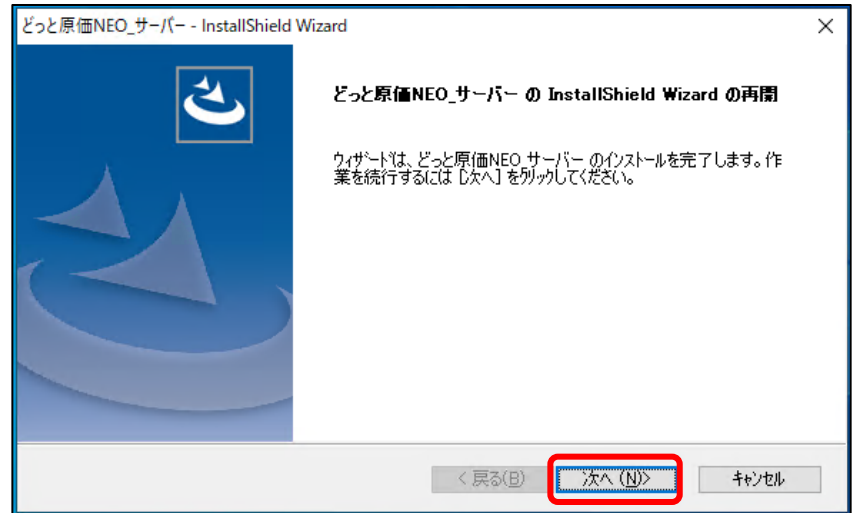 どっと原価NEO_サーバー - InstallShield Wizard
どっと原価NEO_サーバー の InstallShield Wizard の再開
ウィザードは、どっと原価NEO_サーバー のインストールを完了します。作
業を続行するには [次へ] をクリックしてください。
< 戻る(B)
次へ (N)>
キャンセル